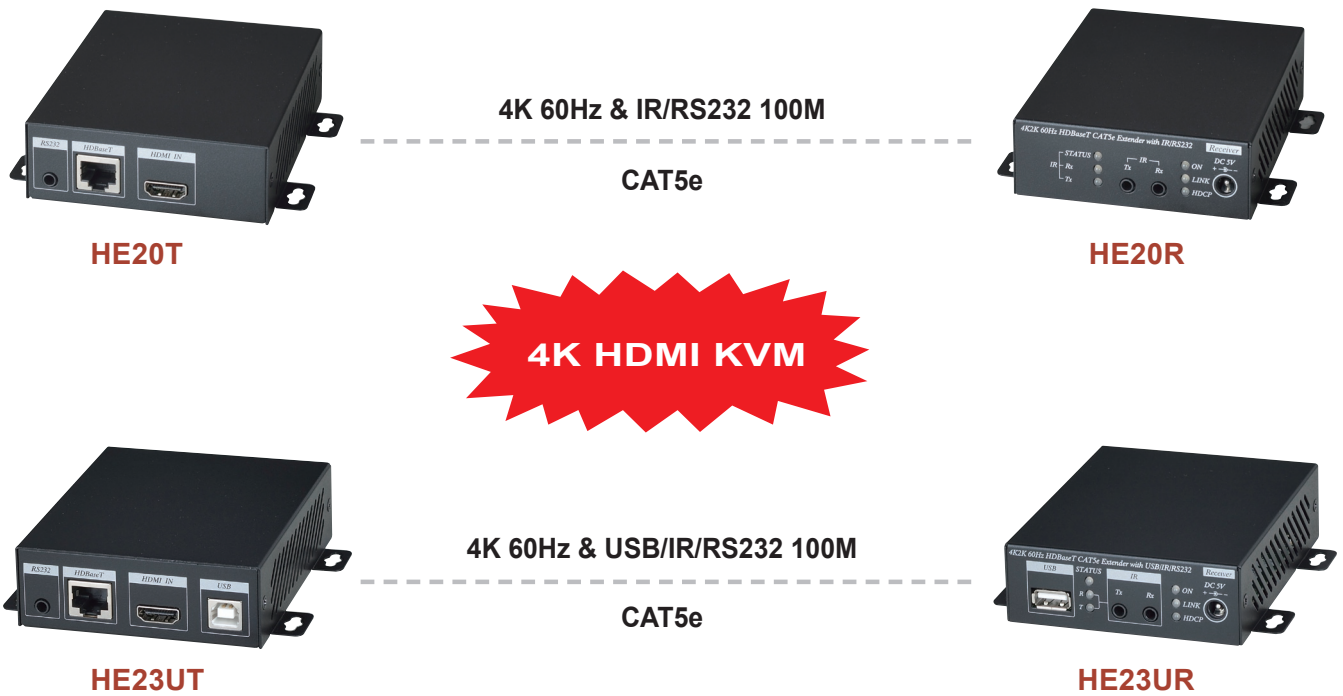 RS232
HDBaseT
HDMI IN
4K 60Hz & IR/RS232 100M
CAT5e
4K2K 60Hz HDBaseT CAT5e Extender with IR/RS232
Receiver
STATUS
IR
Rx
Tx
IR
Tx
Rx
ON
LINK
HDCP
DC 5V
+ -
HE20T
HE20R
4K HDMI KVM
RS232
HDBaseT
HDMI IN
USB
4K 60Hz & USB/IR/RS232 100M
CAT5e
4K2K 60Hz HDBaseT CAT5e Extender with USB/IR/RS232
Receiver
USB
STATUS
R
T
IR
Tx
Rx
ON
LINK
HDCP
DC 5V
+ -
HE23UT
HE23UR